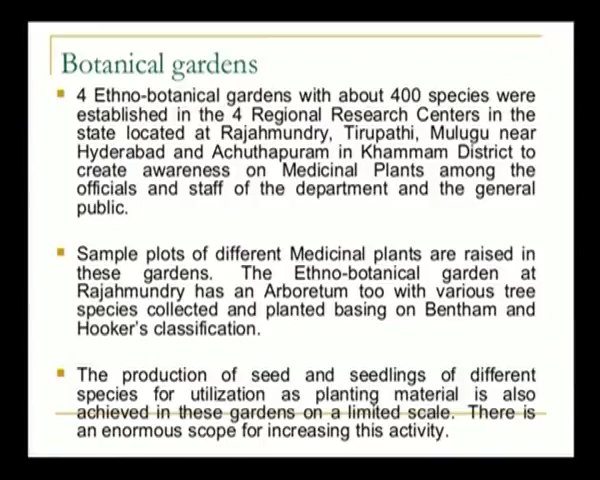 Botanical gardens
4 Ethno-botanical gardens with about 400 species were
established in the 4 Regional Research Centers in the
state located at Rajahmundry, Tirupathi, Mulugu near
Hyderabad and Achuthapuram in Khammam District to
create awareness on Medicinal Plants among the
officials and staff of the department and the general
public.
Sample plots of different Medicinal plants are raised in
these gardens. The Ethno-botanical garden at
Rajahmundry has an Arboretum too with various tree
species collected and planted basing on Bentham and
Hooker's classification.
The production of seed and seedlings of different
species for utilization as planting material is also
achieved in these gardens on a limited scale. There is
an enormous scope for increasing this activity.